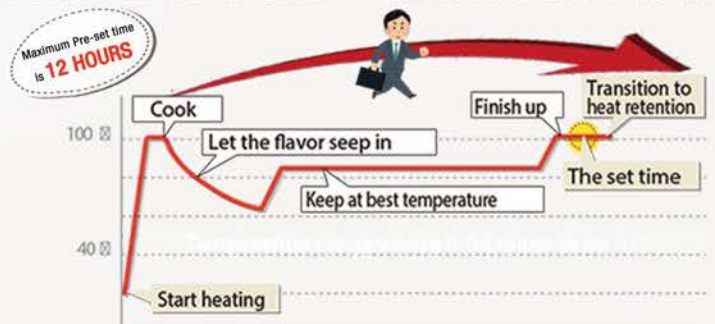 Maximum Pre-set time
is 12 HOURS
Cook
Finish up
Transition to
heat retention
100
Let the flavor seep in
The set time
Keep at best temperature
40
Start heating